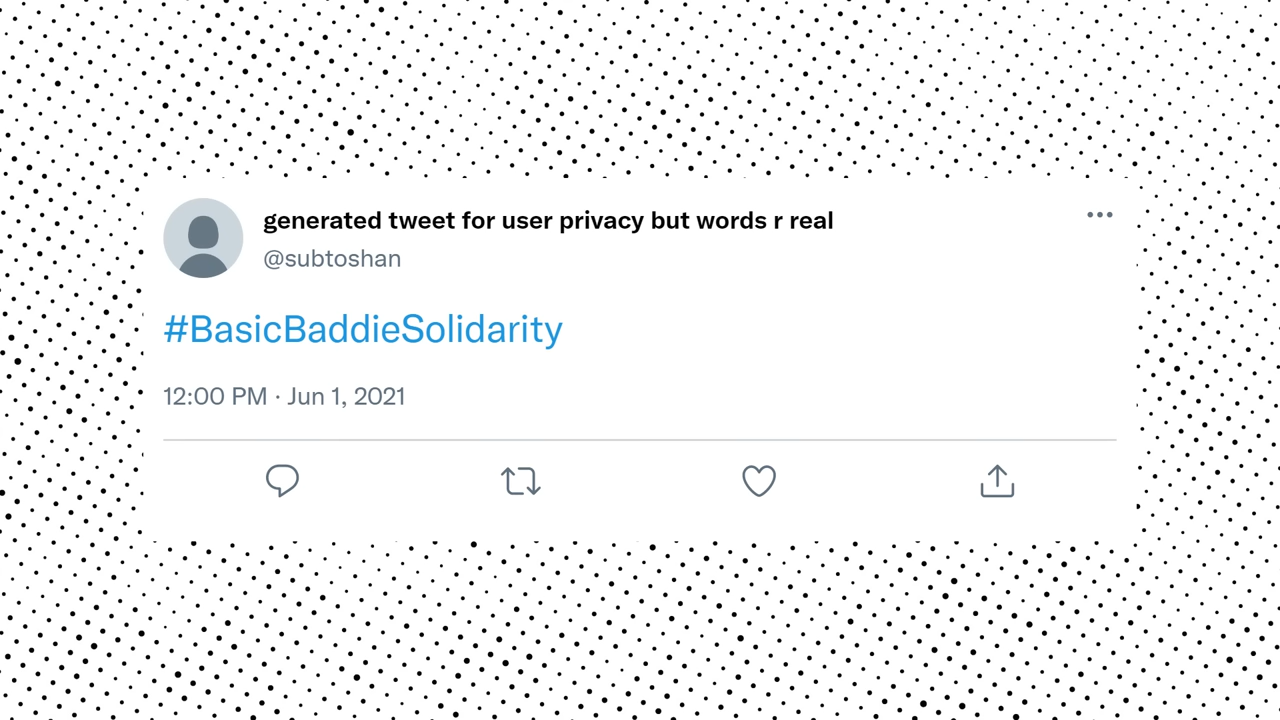 generated tweet for user privacy but words r real
@subtoshan
#BasicBaddieSolidarity
12:00 PM · Jun 1, 2021